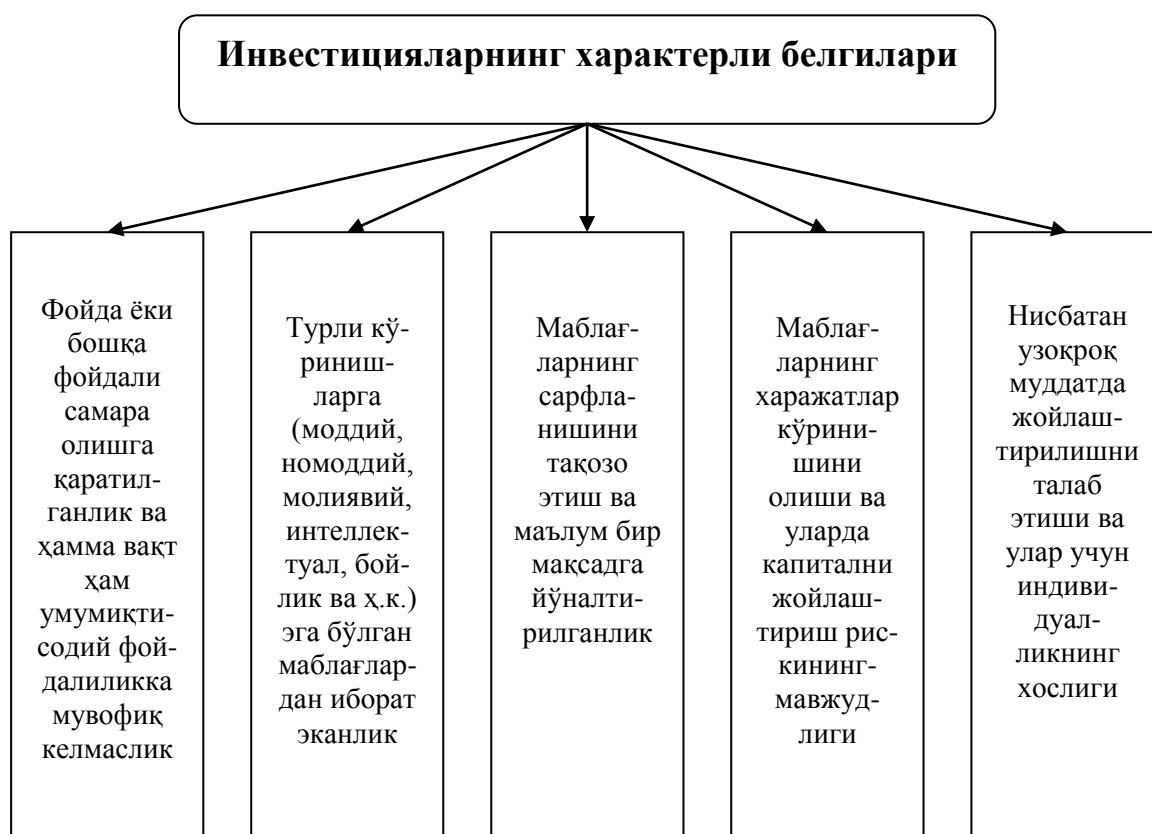 Инвестицияларнинг характерли белгилари
Фойда ёки
бошқа
фойдали
самара
олишга
қаратил-
ганлик ва
ҳамма вақт
ҳам
умумиқти-
содий фой-
далиликка
мувофиқ
келмаслик
Турли кў-
риниш-
ларга
(моддий,
номоддий,
молиявий,
интеллек-
туал, бой-
лик ва ҳ.к.)
эга бўлган
маблағлар-
дан иборат
эканлик
Маблағ-
ларнинг
сарфла-
нишини
тақозо
этиш ва
маълум бир
мақсадга
йўналти-
рилганлик
Маблағ-
ларнинг
харажатлар
кўрини-
шини
олиши ва
уларда
капитални
жойлаш-
тириш рис-
кининг-
мавжуд-
лиги
Нисбатан
узоқроқ
муддатда
жойлаш-
тирилишни
талаб
этиши ва
улар учун
индиви-
дуал-
ликнинг
хослиги